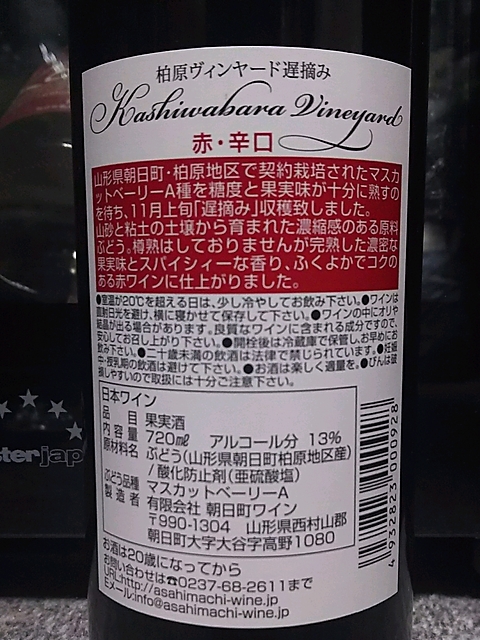 柏原ヴィンヤード遅摘み
Kashiwabara Vineyard
赤・辛口
山形県朝日町・柏原地区で契約栽培されたマスカ
ットベーリーA種を糖度と果実味が十分に熟すの
を待ち、11月上旬「遅摘み」収穫致しました。
山砂と粘土の土壌から育まれた濃縮感のある原料
ぶどう。樽熟はしておりませんが完熟した濃密な
果実味とスパイシィーな香り、ふくよかでコクの
ある赤ワインに仕上がりました。
●室温が20℃を超える日は、少し冷やしてお飲み下さい。●ワインは
直射日光を避け、横に寝かせて保存して下さい。●ワインの中にオリや
結晶が出る場合があります。良質なワインに含まれる成分ですので、
安心してお召し上がり下さい。●開栓後は冷蔵庫で保管し、お早めにお
飲み下さい。●二十歳未満の飲酒は法律で禁じられています。●妊娠
中・授乳期の飲酒は避けて下さい。●お酒は楽しく適量を。●びんは破
損しやすいので取扱には十分ご注意下さい。
日本ワイン
品 目 果実酒
内容量 720㎖ アルコール分 13%
原材料名 ぶどう(山形県朝日町柏原地区産)
/酸化防止剤(亜硫酸塩)
ぶどう品種 マスカットベーリーA
製造者 有限会社 朝日町ワイン
〒990-1304 山形県西村山郡
朝日町大字大谷字高野1080
4932823000928
お酒は20歳になってから
URL:http://asahimachi-wine.jp
Eメール:info@asahimachi-wine.jp
☎0237-68-2611まで
ster jap